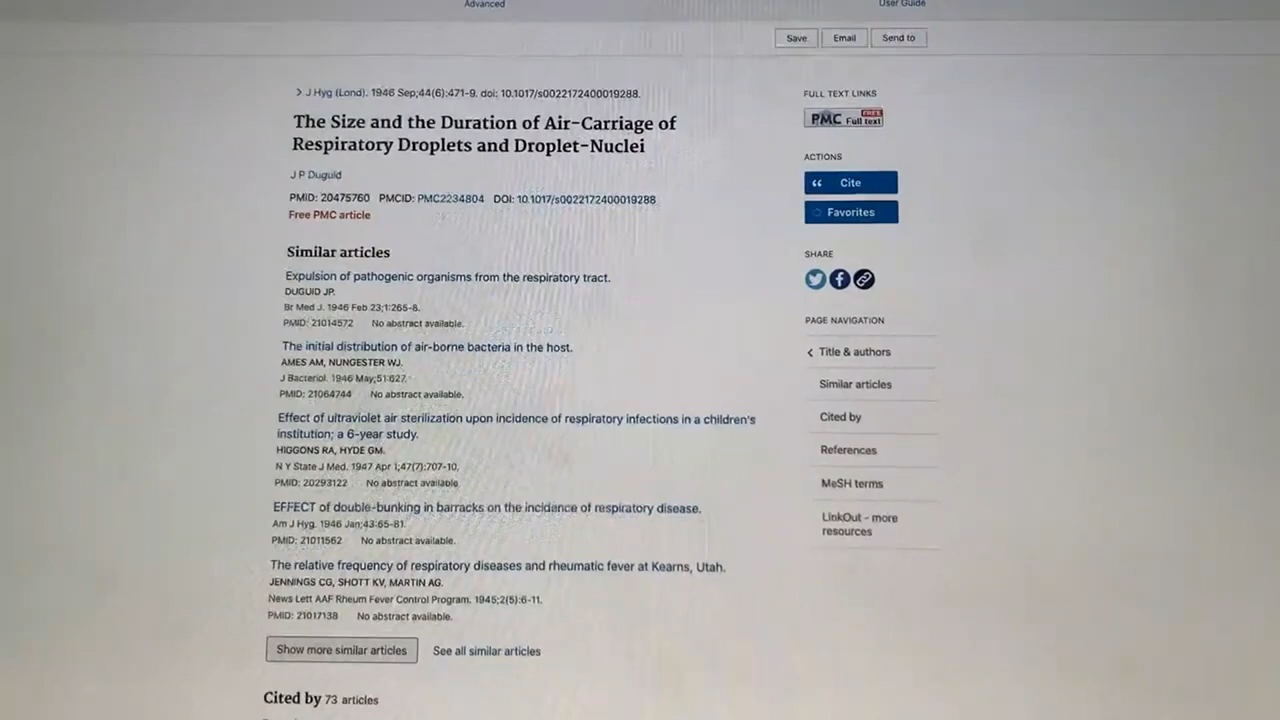 Advanced
User Guide
Save Email Send to
> J Hyg (Lond). 1946 Sep;44(6):471-9. doi: 10.1017/s0022172400019288.
The Size and the Duration of Air-Carriage of
Respiratory Droplets and Droplet-Nuclei
J P Duguid
PMID: 20475760 PMCID: PMC2234804 DOI: 10.1017/s0022172400019288
Free PMC article
Similar articles
Expulsion of pathogenic organisms from the respiratory tract.
DUGUID JP.
Br Med J. 1946 Feb 23;1:265-8.
PMID: 21014572 No abstract available.
The initial distribution of air-borne bacteria in the host.
AMES AM, NUNGESTER WJ.
J Bacteriol. 1946 May;51:627.
PMID: 21064744 No abstract available.
Effect of ultraviolet air sterilization upon incidence of respiratory infections in a children's
institution; a 6-year study.
HIGGONS RA, HYDE GM.
N Y State J Med. 1947 Apr 1;47(7):707-10.
PMID: 20293122 No abstract available.
EFFECT of double-bunking in barracks on the incidence of respiratory disease.
Am J Hyg. 1946 Jan;43:65-81.
PMID: 21011562 No abstract available.
The relative frequency of respiratory diseases and rheumatic fever at Kearns, Utah.
JENNINGS CG, SHOTT KV, MARTIN AG.
News Lett AAF Rheum Fever Control Program. 1945;2(5):6-11.
PMID: 21017138 No abstract available.
Show more similar articles See all similar articles
Cited by 73 articles
FULL TEXT LINKS
PMC FREE Full text
ACTIONS
Cite
Favorites
SHARE
PAGE NAVIGATION
< Title & authors
Similar articles
Cited by
References
MeSH terms
LinkOut - more
resources